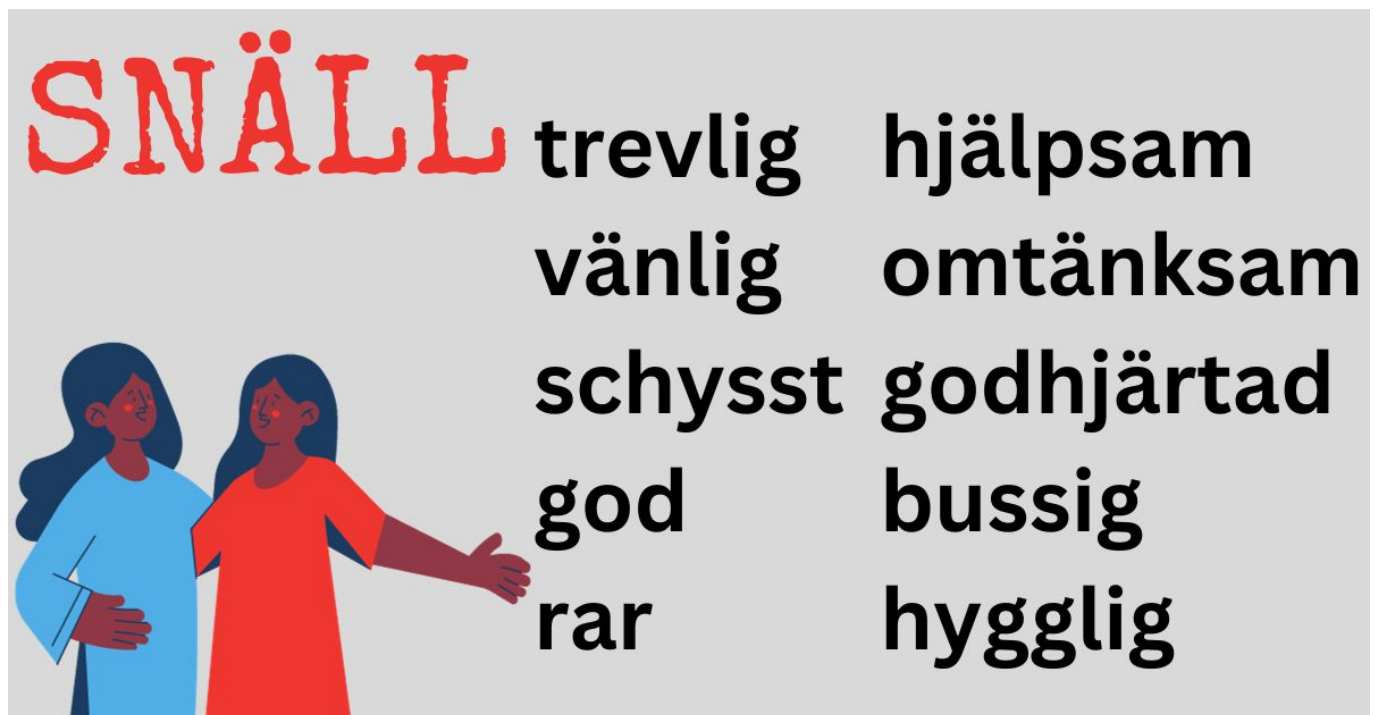 SNÄLL
trevlig hjälpsam
vänlig omtänksam
schysst godhjärtad
god bussig
rar hygglig